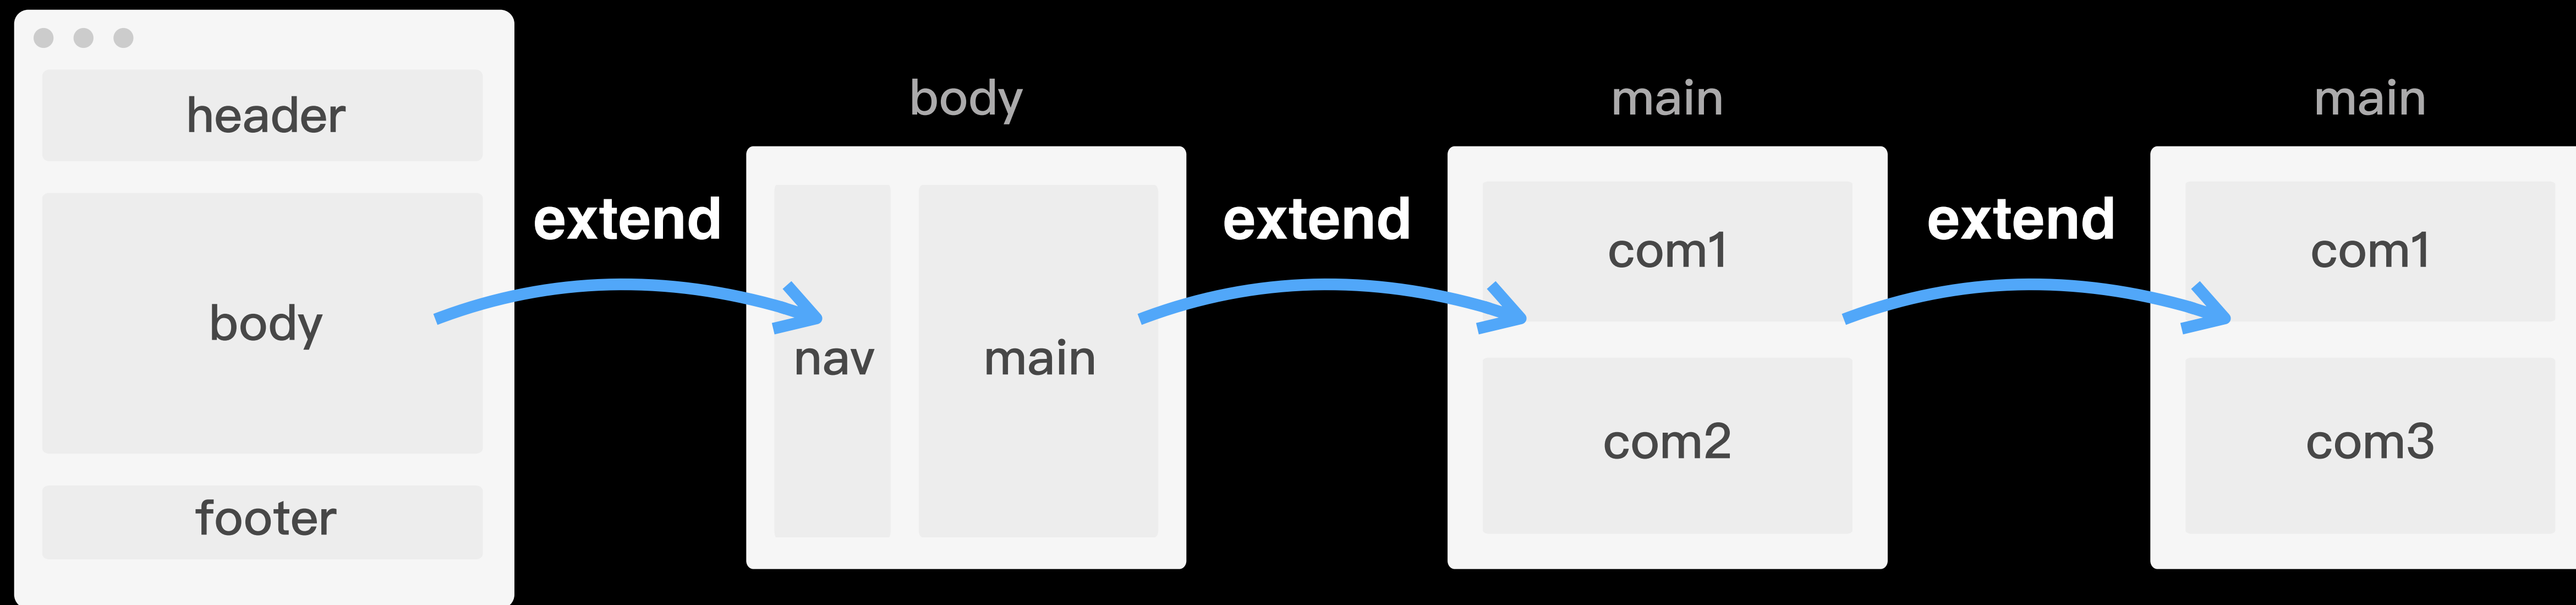 header
body
footer
extend
body
nav
main
extend
main
com1
com2
extend
main
com1
com3